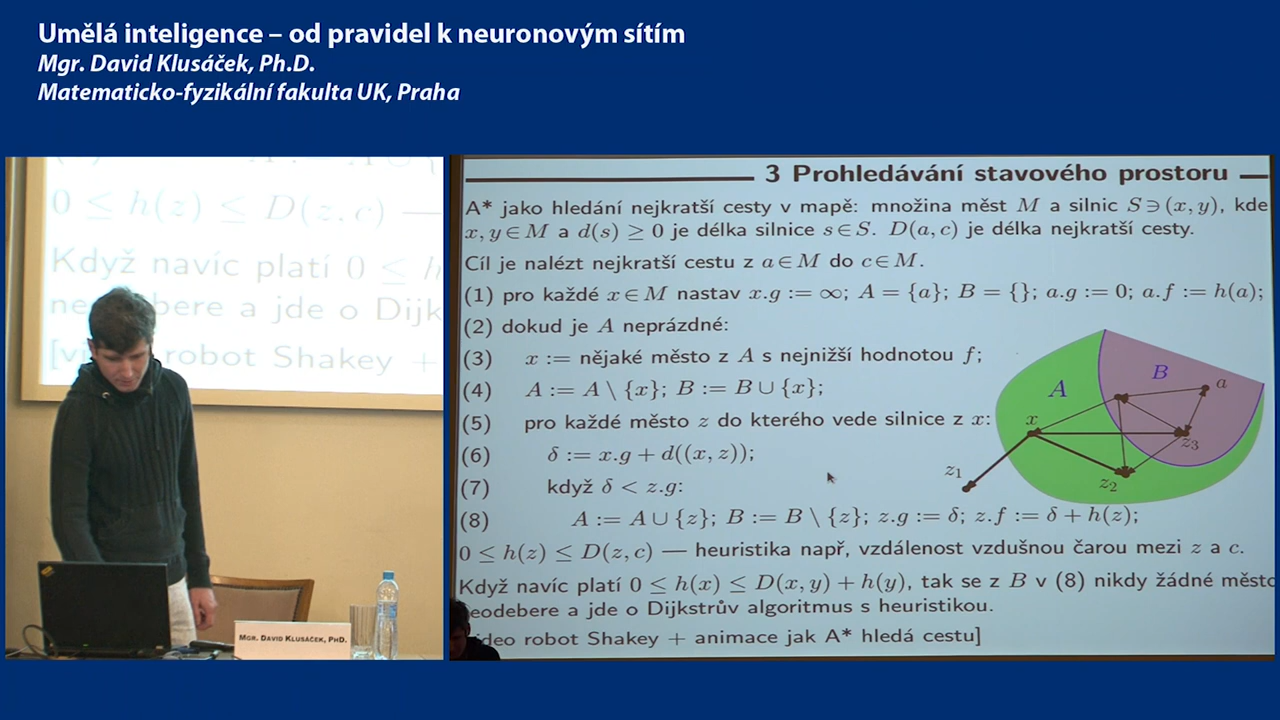 Umělá inteligence – od pravidel k neuronovým sítím
Mgr. David Klusáček, Ph.D.
Matematicko-fyzikální fakulta UK, Praha
0 ≤ h(z) ≤ D(z, c) —
Když navíc platí 0 ≤ h
robot Shakey +
MGR. DAVID KLUSÁČEK, PHD.
3 Prohledávání stavového prostoru
A* jako hledání nejkratší cesty v mapě: množina měst M a silnic S∋(x, y), kde
x, y∈M a d(s) ≥ 0 je délka silnice s∈S. D(a, c) je délka nejkratší cesty.
Cíl je nalézt nejkratší cestu z a∈M do c∈M.
(1) pro každé x∈M nastav x.g := ∞; A = {a}; B = {}; a.g := 0; a.f := h(a);
(2) dokud je A neprázdné:
(3) x := nějaké město z A s nejnižší hodnotou f;
(4) A := A \ {x}; B := B ∪ {x};
(5) pro každé město z do kterého vede silnice z x:
(6) δ := x.g + d((x, z));
(7) když δ < z.g:
(8) A := A ∪ {z}; B := B \ {z}; z.g := δ; z.f := δ + h(z);
A
B
a
x
z3
z1
z2
0 ≤ h(z) ≤ D(z, c) — heuristika např, vzdálenost vzdušnou čarou mezi z a c.
Když navíc platí 0 ≤ h(x) ≤ D(x, y) + h(y), tak se z B v (8) nikdy žádné město
neodebere a jde o Dijkstrův algoritmus s heuristikou.
robot Shakey + animace jak A* hledá cestu]